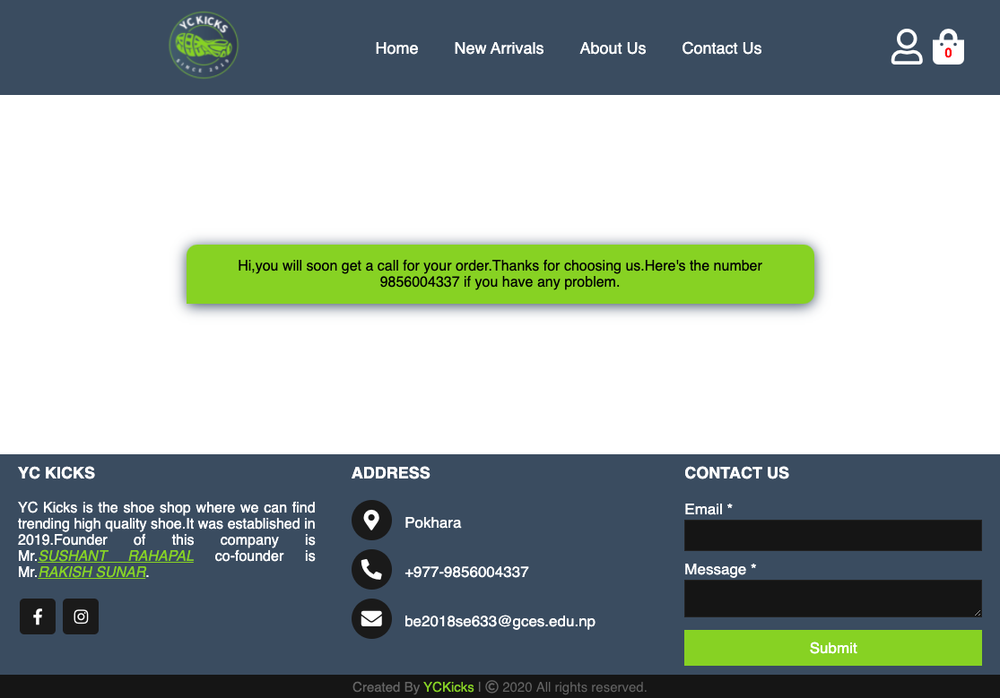 YC KICKS
SINCE 2019
Home
New Arrivals
About Us
Contact Us
0
Hi,you will soon get a call for your order.Thanks for choosing us.Here's the number
9856004337 if you have any problem.
YC KICKS
YC Kicks is the shoe shop where we can find
trending high quality shoe.It was established in
2019.Founder of this company is
Mr.SUSHANT RAHAPAL co-founder is
Mr.RAKISH SUNAR.
ADDRESS
Pokhara
+977-9856004337
be2018se633@gces.edu.np
CONTACT US
Email *
Message *
Submit
Created By YCKicks | © 2020 All rights reserved.